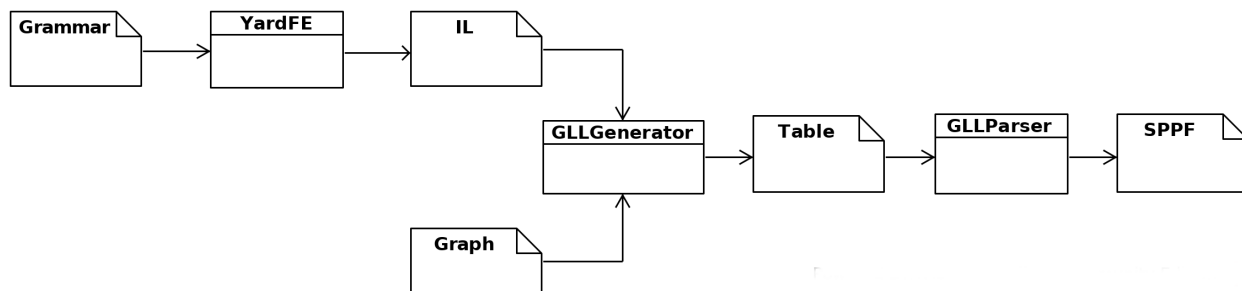 Grammar
YardFE
IL
GLLGenerator
Table
GLLParser
SPPF
Graph